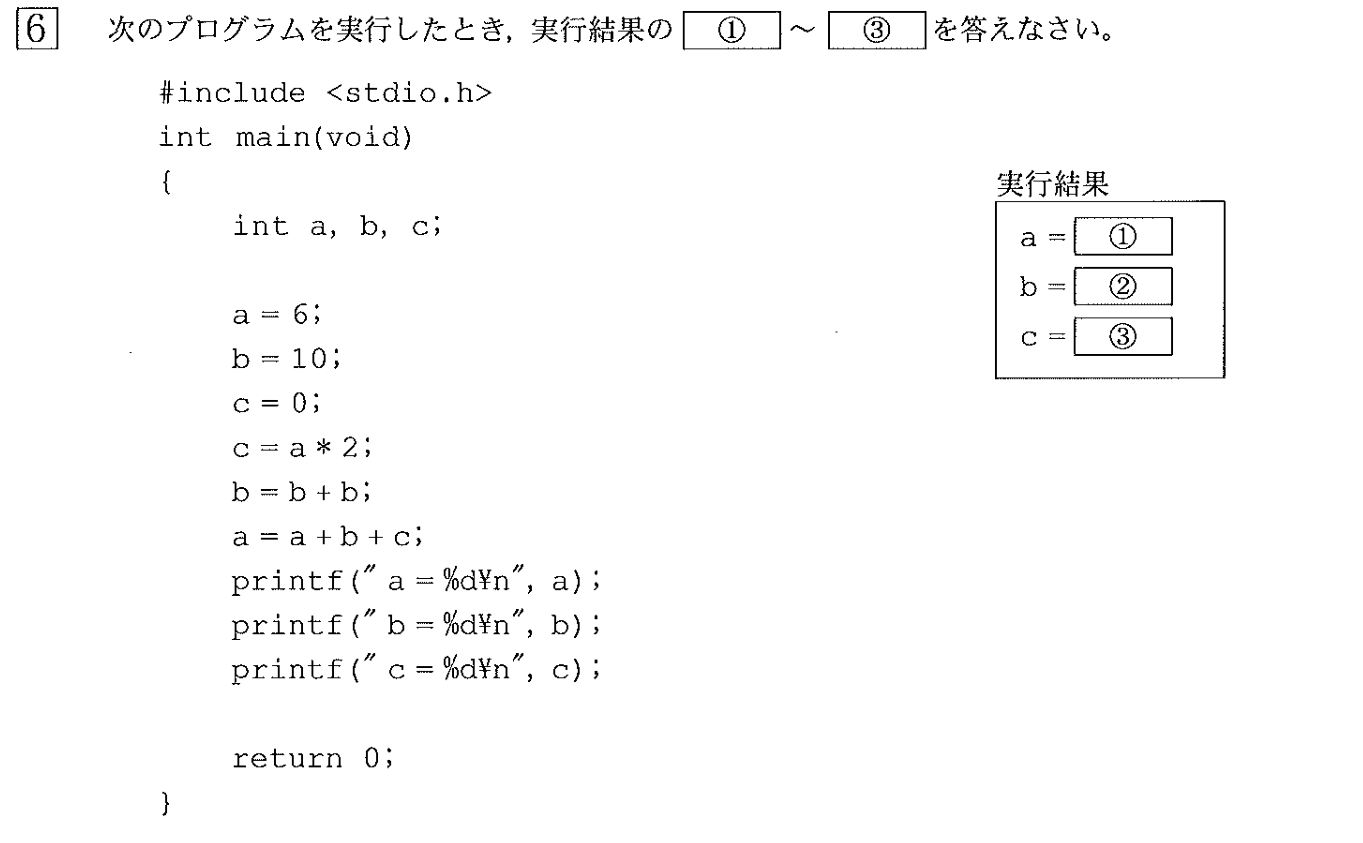 6 次のプログラムを実行したとき，実行結果の ① ～ ③ を答えなさい。
#include <stdio.h>
int main(void)
{
int a, b, c;
a = 6;
b = 10;
c = 0;
c = a * 2;
b = b + b;
a = a + b + c;
printf(″ a = %d¥n″, a);
printf(″ b = %d¥n″, b);
printf(″ c = %d¥n″, c);
return 0;
}
実行結果
a = ①
b = ②
c = ③